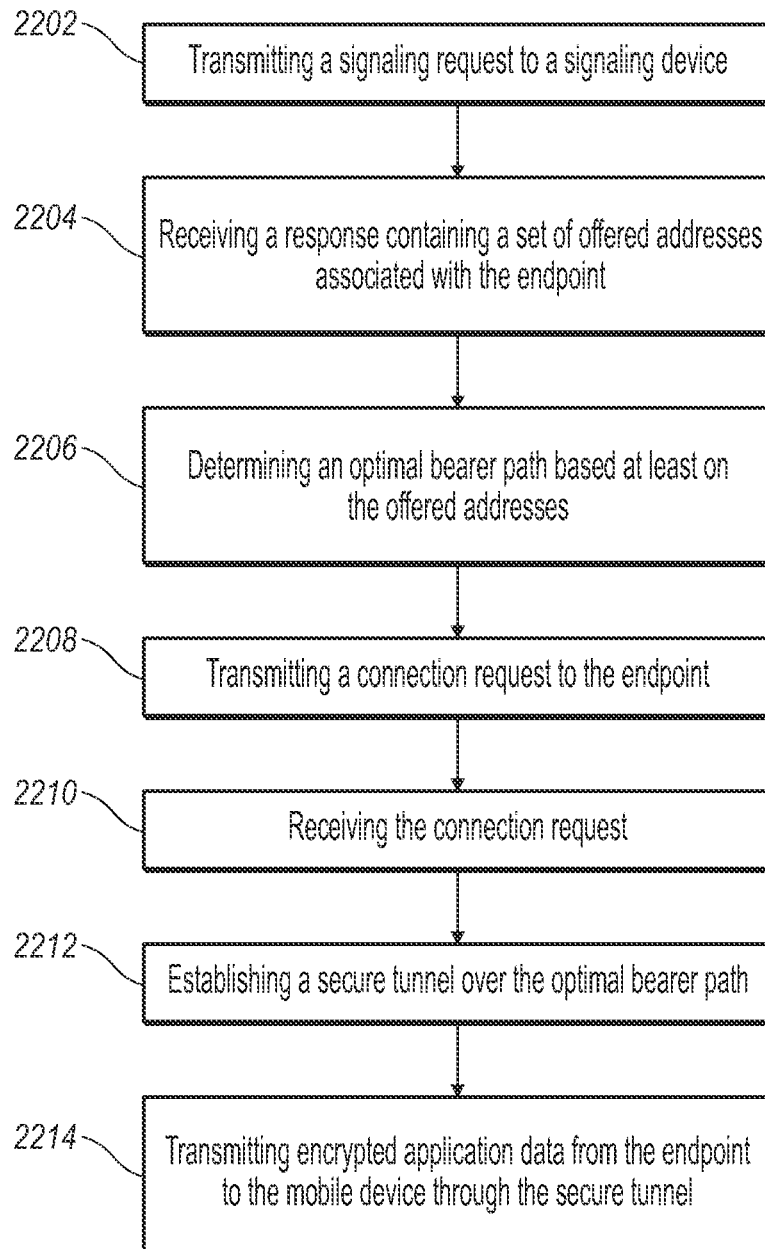 2202
Transmitting a signaling request to a signaling device
2204
Receiving a response containing a set of offered addresses
associated with the endpoint
2206
Determining an optimal bearer path based at least on
the offered addresses
2208
Transmitting a connection request to the endpoint
2210
Receiving the connection request
2212
Establishing a secure tunnel over the optimal bearer path
2214
Transmitting encrypted application data from the endpoint
to the mobile device through the secure tunnel